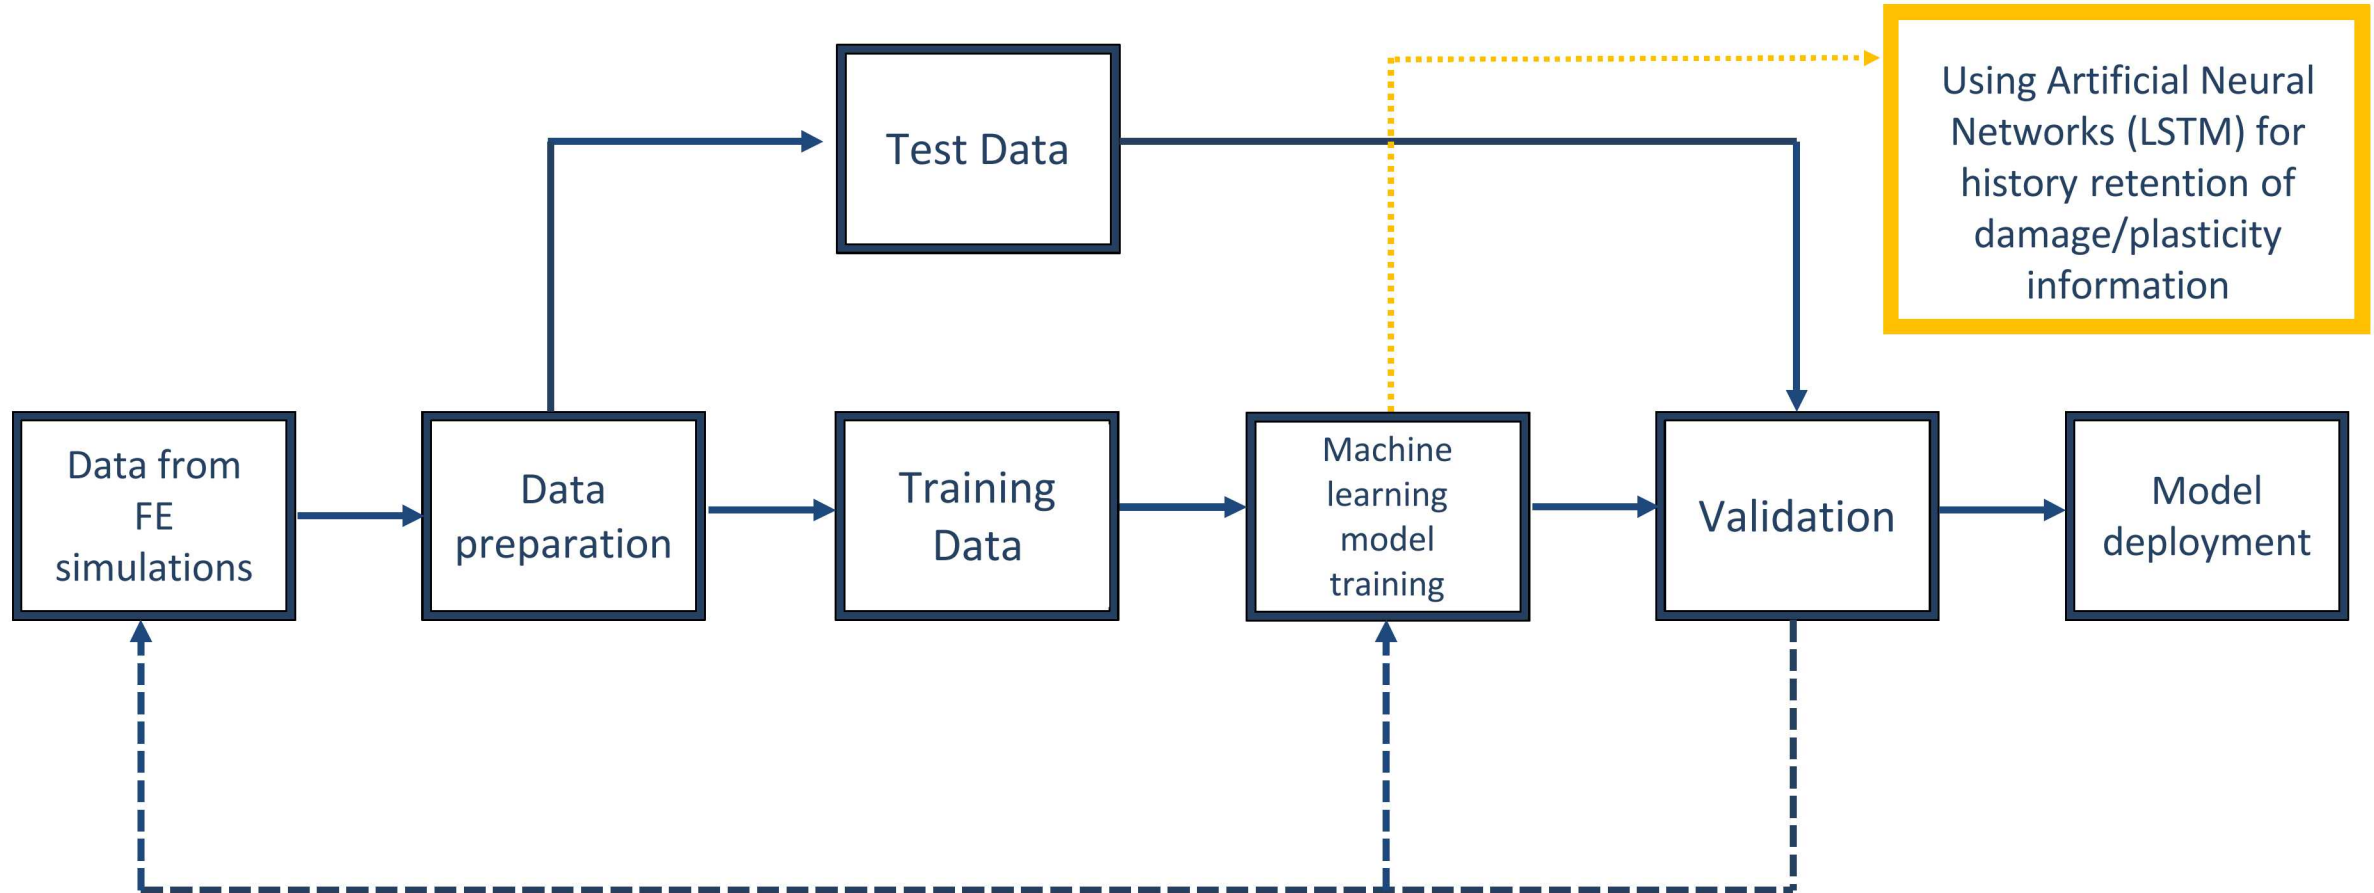 Test Data
Using Artificial Neural
Networks (LSTM) for
history retention of
damage/plasticity
information
Data from
FE
simulations
Data
preparation
Training
Data
Machine
learning
model
training
Validation
Model
deployment